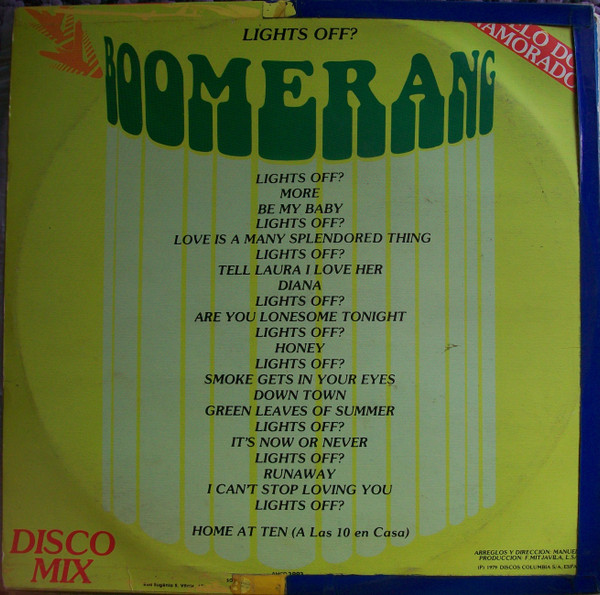 LIGHTS OFF?
BOOMERANG
LIGHTS OFF?
MORE
BE MY BABY
LIGHTS OFF?
LOVE IS A MANY SPLENDORED THING
LIGHTS OFF?
TELL LAURA I LOVE HER
DIANA
LIGHTS OFF?
ARE YOU LONESOME TONIGHT
LIGHTS OFF?
HONEY
LIGHTS OFF?
SMOKE GETS IN YOUR EYES
DOWN TOWN
GREEN LEAVES OF SUMMER
LIGHTS OFF?
IT'S NOW OR NEVER
LIGHTS OFF?
RUNAWAY
I CAN'T STOP LOVING YOU
LIGHTS OFF?
HOME AT TEN (A Las 10 en Casa)
DISCO
MIX
ARREGLOS Y DIRECCION: MANUEL
PRODUCCION: F. MITJAVILA, L.
(P) 1979 DISCOS COLUMBIA